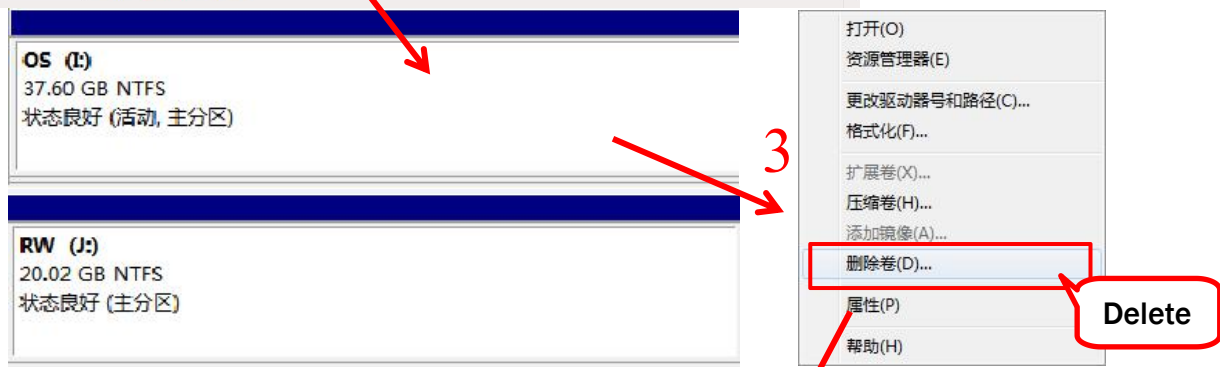 OS (I:)
37.60 GB NTFS
状态良好 (活动, 主分区)
RW (J:)
20.02 GB NTFS
状态良好 (主分区)
3
打开(O)
资源管理器(E)
更改驱动器号和路径(C)...
格式化(F)...
扩展卷(X)...
压缩卷(H)...
添加镜像(A)...
删除卷(D)...
属性(P)
帮助(H)
Delete